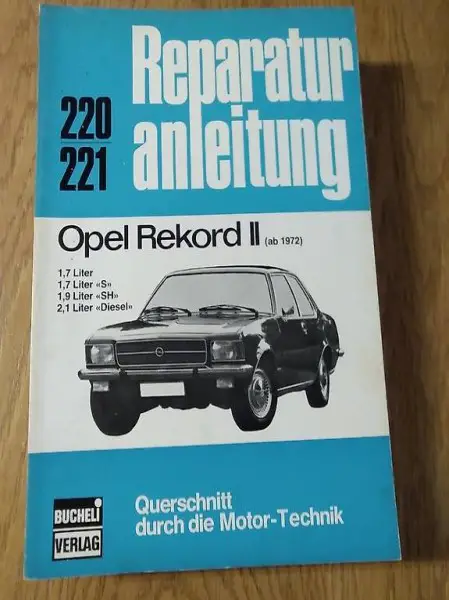 Reparatur
anleitung
220
221
Opel Rekord II (ab 1972)
1,7 Liter
1,7 Liter «S»
1,9 Liter «SH»
2,1 Liter «Diesel»
Querschnitt
durch die Motor-Technik
BUCHELI
VERLAG